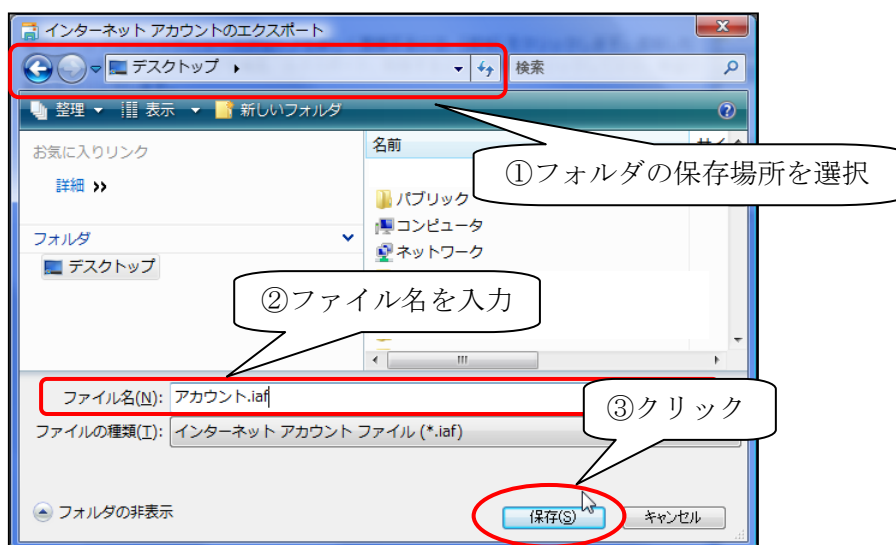 インターネット アカウントのエクスポート
デスクトップ
検索
整理 表示 新しいフォルダ
お気に入りリンク
詳細 >>
フォルダ
デスクトップ
名前
①フォルダの保存場所を選択
パブリック
コンピュータ
ネットワーク
②ファイル名を入力
ファイル名(N): アカウント.iaf
③クリック
ファイルの種類(T): インターネット アカウント ファイル (*.iaf)
フォルダの非表示
保存(S)
キャンセル